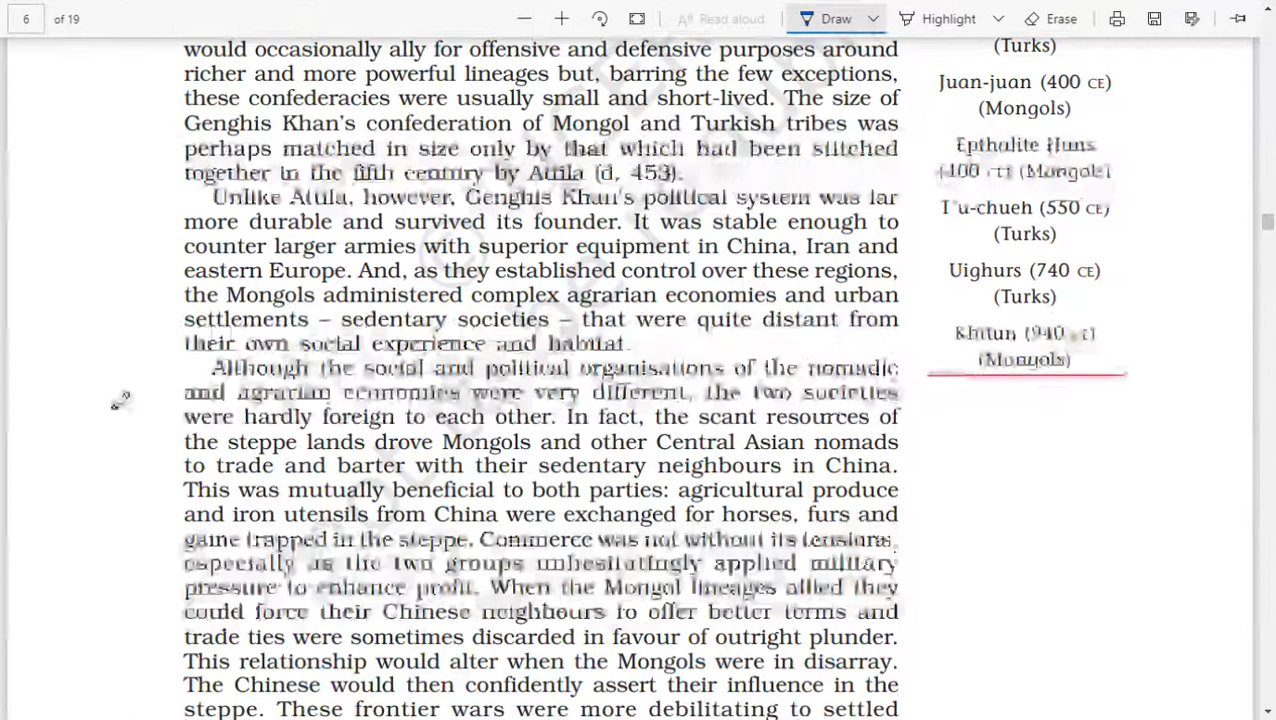 6 of 19 Read aloud Draw Highlight Erase
would occasionally ally for offensive and defensive purposes around
richer and more powerful lineages but, barring the few exceptions,
these confederacies were usually small and short-lived. The size of
Genghis Khan's confederation of Mongol and Turkish tribes was
perhaps matched in size only by that which had been stitched
together in the fifth century by Attila (d. 453).
Unlike Attila, however, Genghis Khan's political system was far
more durable and survived its founder. It was stable enough to
counter larger armies with superior equipment in China, Iran and
eastern Europe. And, as they established control over these regions,
the Mongols administered complex agrarian economies and urban
settlements – sedentary societies – that were quite distant from
their own social experience and habitat.
Although the social and political organisations of the nomadic
and agrarian economies were very different, the two societies
were hardly foreign to each other. In fact, the scant resources of
the steppe lands drove Mongols and other Central Asian nomads
to trade and barter with their sedentary neighbours in China.
This was mutually beneficial to both parties: agricultural produce
and iron utensils from China were exchanged for horses, furs and
game trapped in the steppe. Commerce was not without its tensions,
especially as the two groups unhesitatingly applied military
pressure to enhance profit. When the Mongol lineages allied they
could force their Chinese neighbours to offer better terms and
trade ties were sometimes discarded in favour of outright plunder.
This relationship would alter when the Mongols were in disarray.
The Chinese would then confidently assert their influence in the
steppe. These frontier wars were more debilitating to settled
(Turks)
Juan-juan (400 CE)
(Mongols)
Epthalite Huns
(400 CE) (Mongols)
T'u-chueh (550 CE)
(Turks)
Uighurs (740 CE)
(Turks)
Khitan (940 CE)
(Mongols)